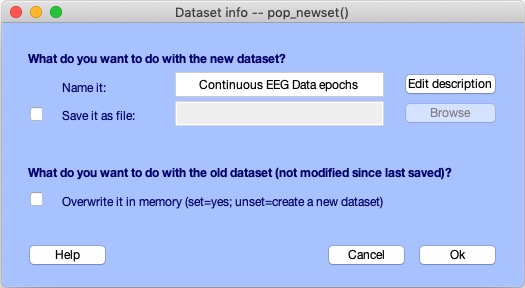 Dataset info -- pop_newset()
What do you want to do with the new dataset?
Name it: Continuous EEG Data epochs Edit description
Save it as file: Browse
What do you want to do with the old dataset (not modified since last saved)?
Overwrite it in memory (set=yes; unset=create a new dataset)
Help Cancel Ok